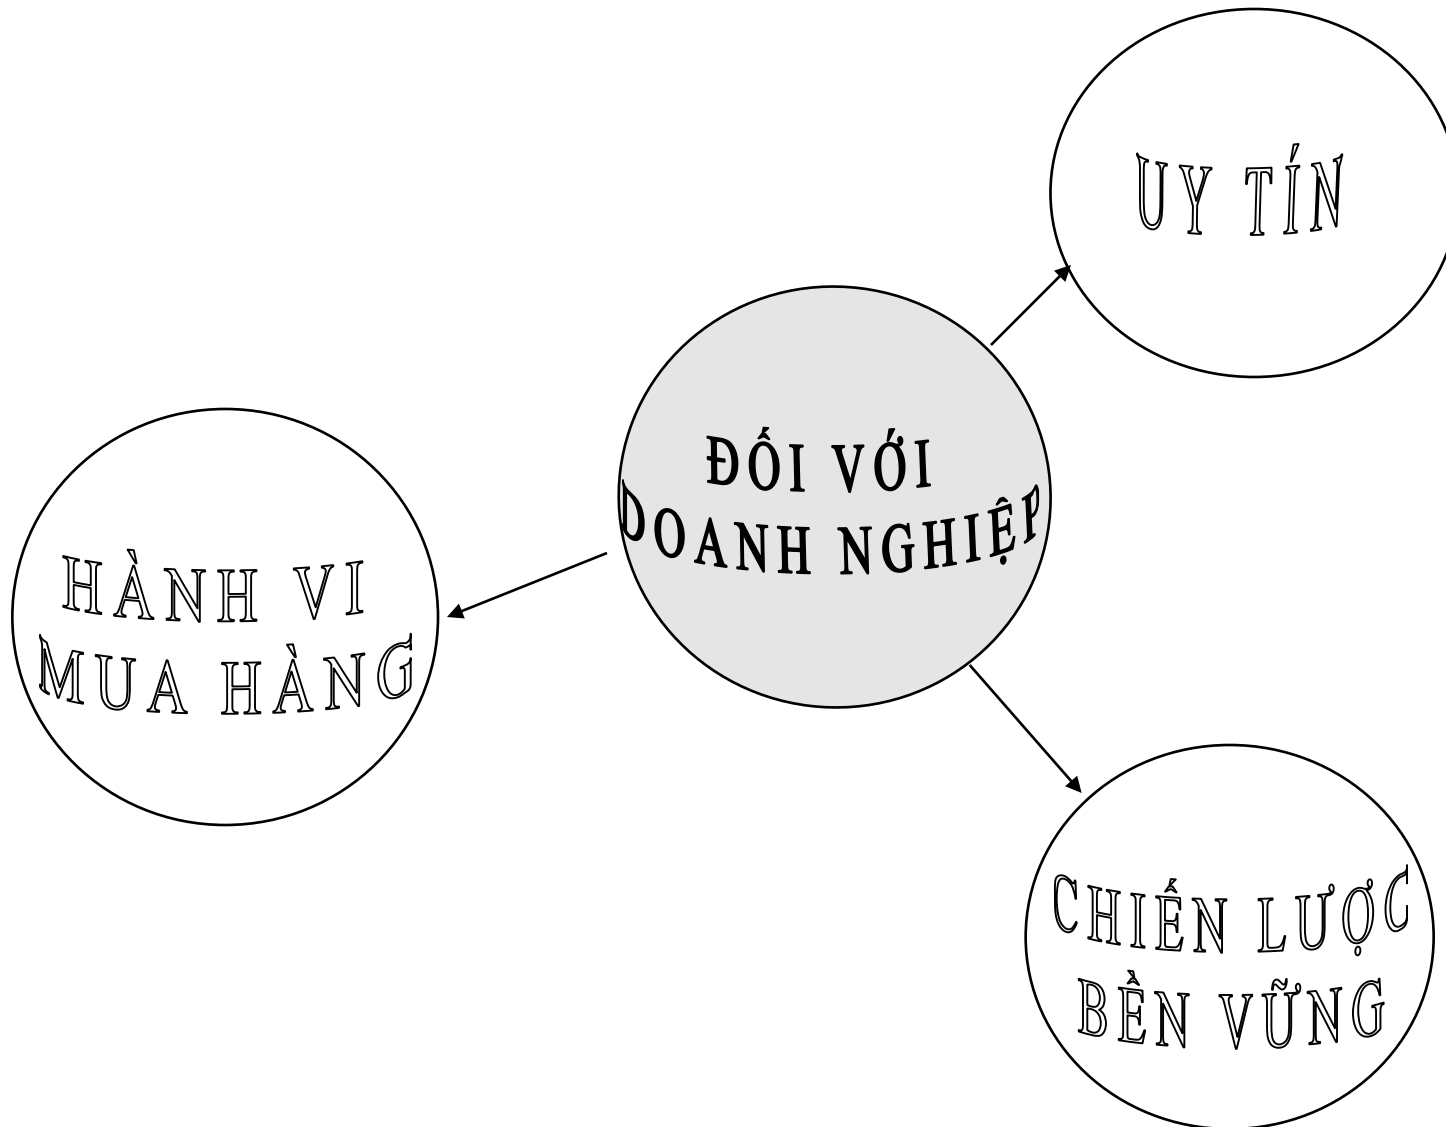 UY TÍN
ĐỐI VỚI
DOANH NGHIỆP
HÀNH VI
MUA HÀNG
CHIẾN LƯỢC
BỀN VỮNG